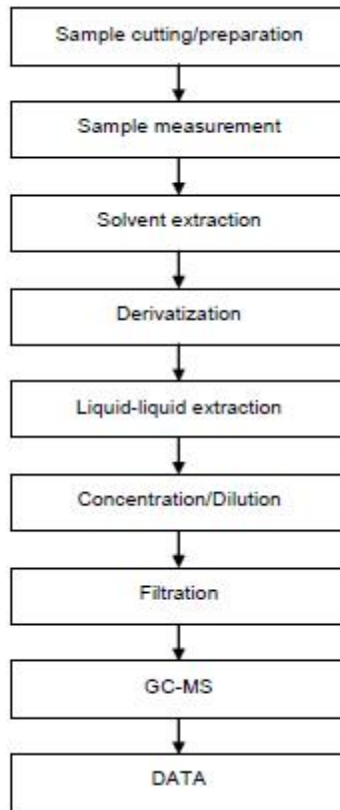 Sample cutting/preparation
Sample measurement
Solvent extraction
Derivatization
Liquid-liquid extraction
Concentration/Dilution
Filtration
GC-MS
DATA